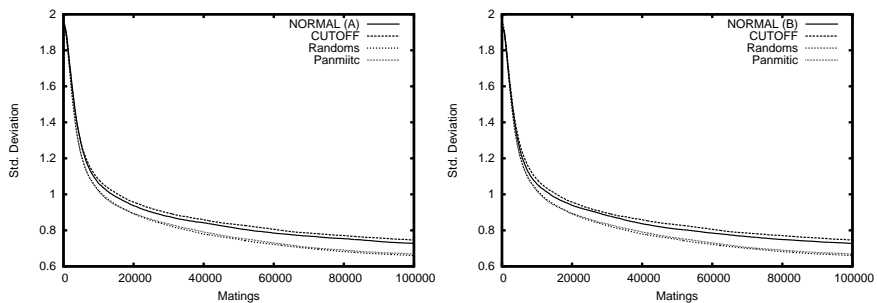 2
1.8
1.6
1.4
1.2
1
0.8
0.6
Std. Deviation
0 20000 40000 60000 80000 100000
Matings
NORMAL (A)
CUTOFF
Randoms
Panmiitc
2
1.8
1.6
1.4
1.2
1
0.8
0.6
Std. Deviation
0 20000 40000 60000 80000 100000
Matings
NORMAL (B)
CUTOFF
Randoms
Panmitic